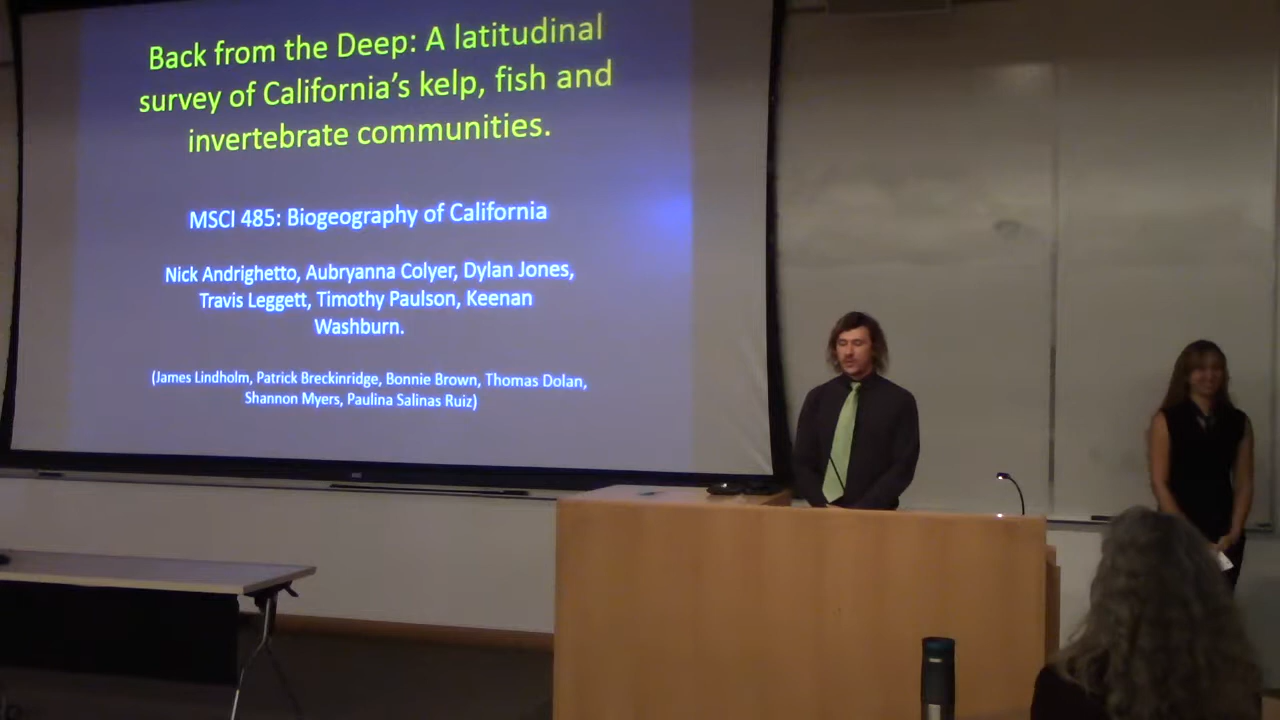 Back from the Deep: A latitudinal
survey of California's kelp, fish and
invertebrate communities.
MSCI 485: Biogeography of California
Nick Andrighetto, Aubryanna Colyer, Dylan Jones,
Travis Leggett, Timothy Paulson, Keenan
Washburn.
(James Lindholm, Patrick Breckinridge, Bonnie Brown, Thomas Dolan,
Shannon Myers, Paulina Salinas Ruiz)